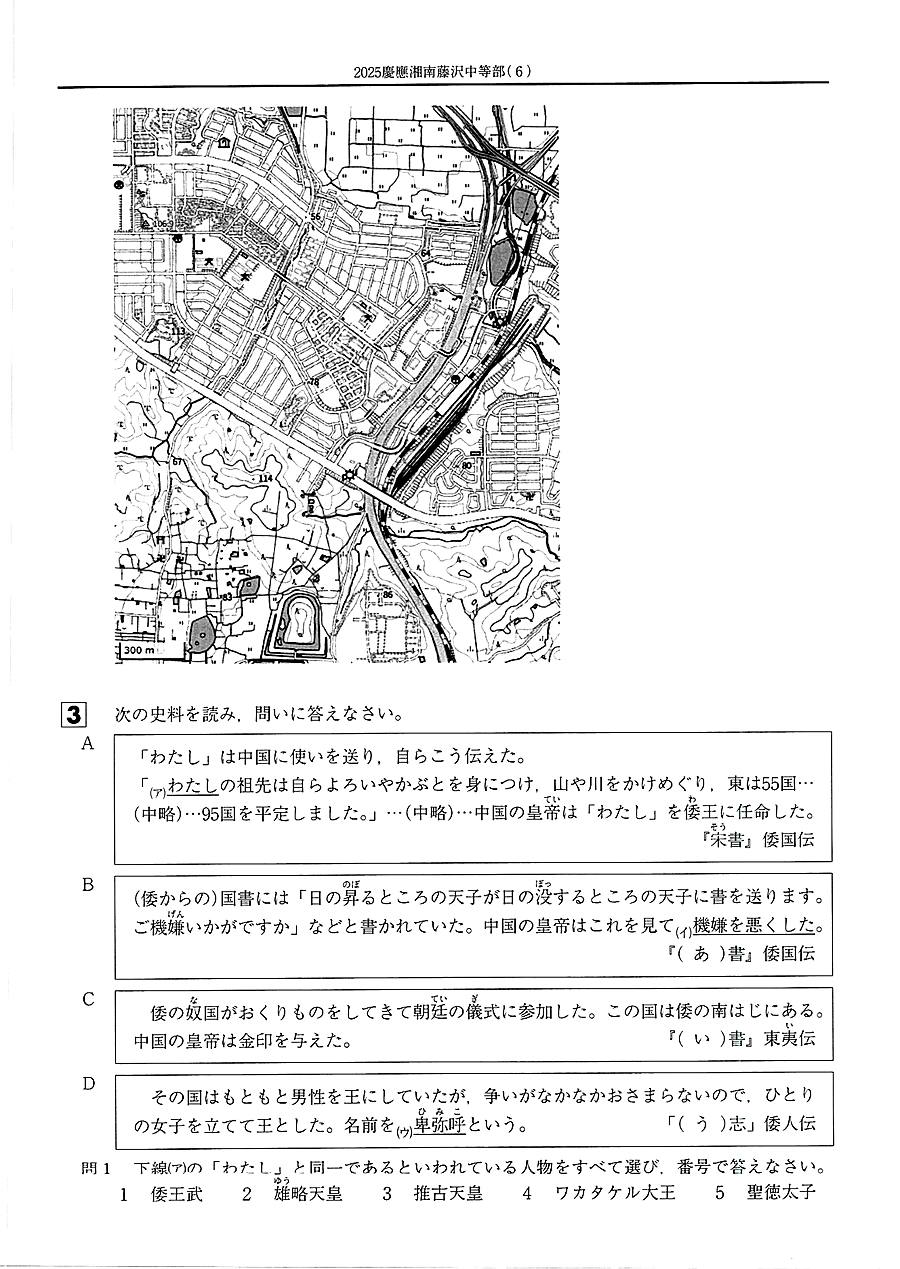 2025慶應湘南藤沢中等部(6)
106
56
64
113
78
67
114
80
83
86
300 m
3 次の史料を読み，問いに答えなさい。
A
「わたし」は中国に使いを送り，自らこう伝えた。
「(ア)わたしの祖先は自らよろいやかぶとを身につけ，山や川をかけめぐり，東は55国…
(中略)…95国を平定しました。」…(中略)…中国の皇帝は「わたし」を倭王に任命した。
『宋書』倭国伝
B
(倭からの)国書には「日の昇るところの天子が日の没するところの天子に書を送ります。
ご機嫌いかがですか」などと書かれていた。中国の皇帝はこれを見て(イ)機嫌を悪くした。
『( あ )書』倭国伝
C
倭の奴国がおくりものをしてきて朝廷の儀式に参加した。この国は倭の南はじにある。
中国の皇帝は金印を与えた。 『( い )書』東夷伝
D
その国はもともと男性を王にしていたが，争いがなかなかおさまらないので，ひとり
の女子を立てて王とした。名前を(ウ)卑弥呼という。 「( う )志」倭人伝
問1 下線(ア)の「わたし」と同一であるといわれている人物をすべて選び，番号で答えなさい。
1 倭王武 2 雄略天皇 3 推古天皇 4 ワカタケル大王 5 聖徳太子